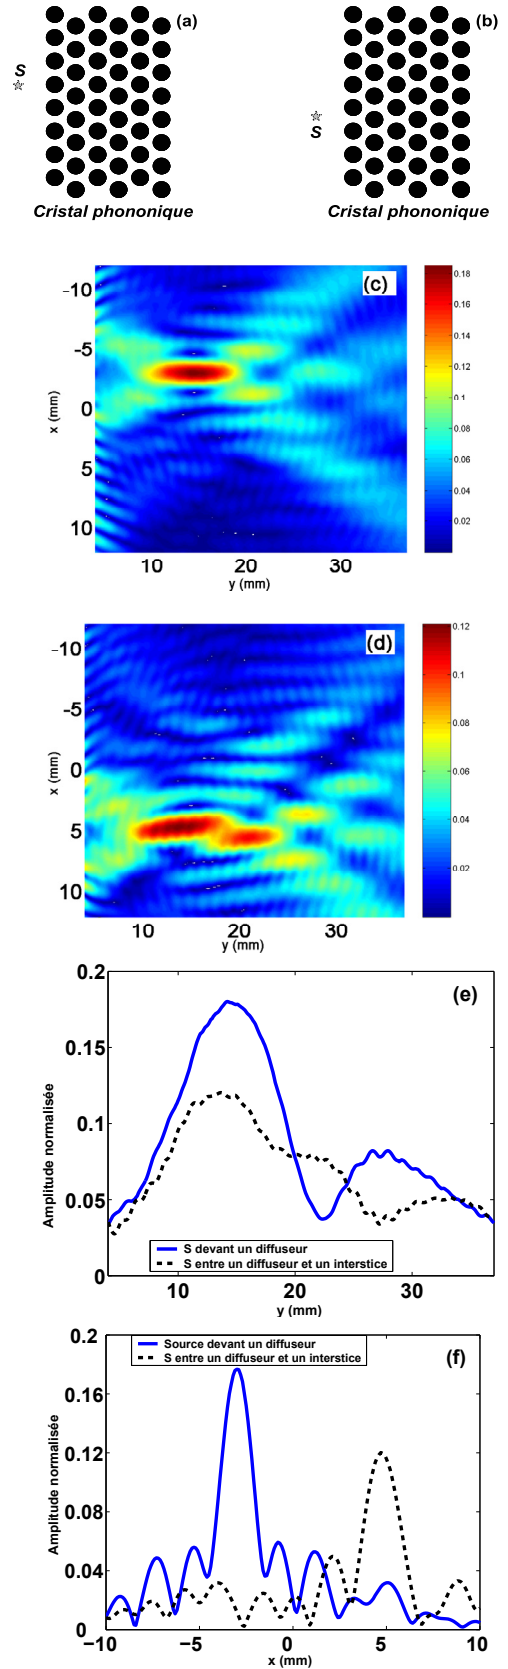 (a)
S
Cristal phononique
(b)
S
Cristal phononique
(c)
-10
-5
0
5
10
x (mm)
10
20
30
y (mm)
0.18
0.16
0.14
0.12
0.1
0.08
0.06
0.04
0.02
(d)
-10
-5
0
5
10
x (mm)
10
20
30
y (mm)
0.12
0.1
0.08
0.06
0.04
0.02
(e)
0.2
0.15
0.1
0.05
0
Amplitude normalisée
S devant un diffuseur
S entre un diffuseur et un interstice
10
20
30
y (mm)
(f)
0.2
0.16
0.12
0.08
0.04
0
Amplitude normalisée
Source devant un diffuseur
S entre un diffuseur et un interstice
−10
−5
0
5
10
x (mm)